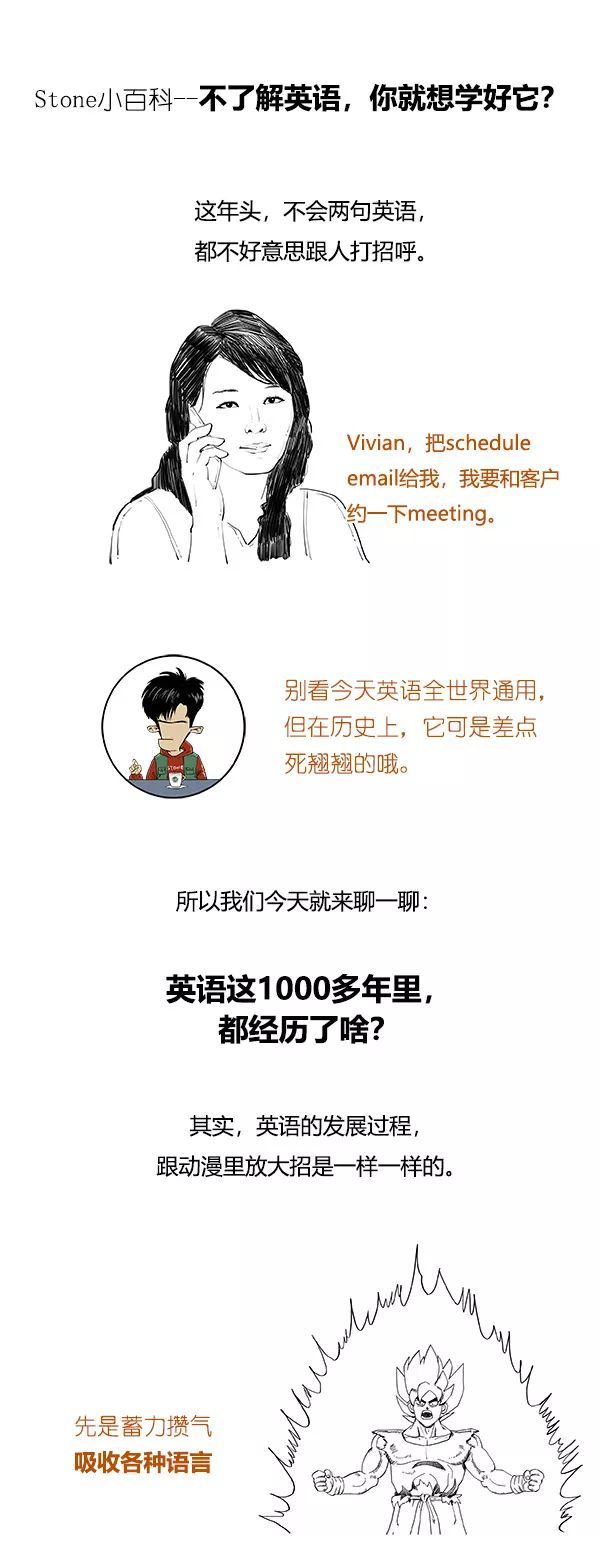 Stone小百科--不了解英语，你就想学好它？
这年头，不会两句英语，
都不好意思跟人打招呼。
Vivian，把schedule
email给我，我要和客户
约一下meeting。
别看今天英语全世界通用，
但在历史上，它可是差点
死翘翘的哦。
STONE
所以我们今天就来聊一聊：
英语这1000多年里，
都经历了啥？
其实，英语的发展过程，
跟动漫里放大招是一样一样的。
先是蓄力攒气
吸收各种语言